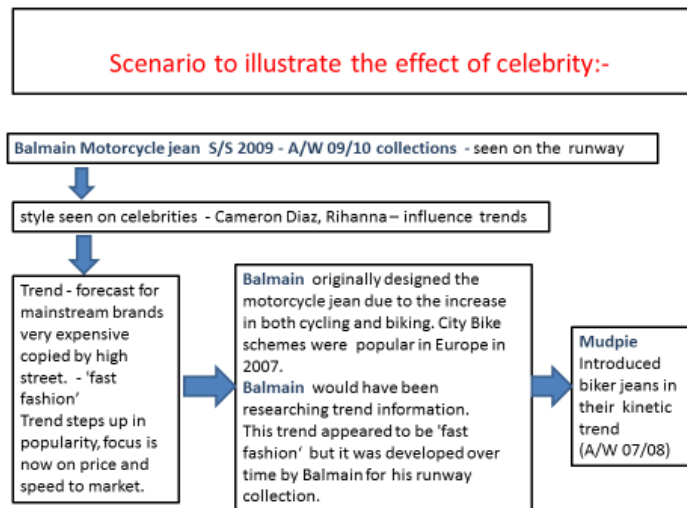 Scenario to illustrate the effect of celebrity:-
Balmain Motorcycle jean  S/S 2009 - A/W 09/10 collections  - seen on the  runway
style seen on celebrities  - Cameron Diaz, Rihanna – influence trends
Trend - forecast for
mainstream brands
very expensive
copied by high
street.  - 'fast
fashion’
Trend steps up in
popularity, focus is
now on price and
speed to market.
Balmain  originally designed the
motorcycle jean due to the increase
in both cycling and biking. City Bike
schemes were  popular in Europe in
2007.
Balmain  would have been
researching trend information.
This trend appeared to be 'fast
fashion’ but it was developed over
time by Balmain for his runway
collection.
Mudpie
Introduced
biker jeans in
their  kinetic
trend
(A/W 07/08)